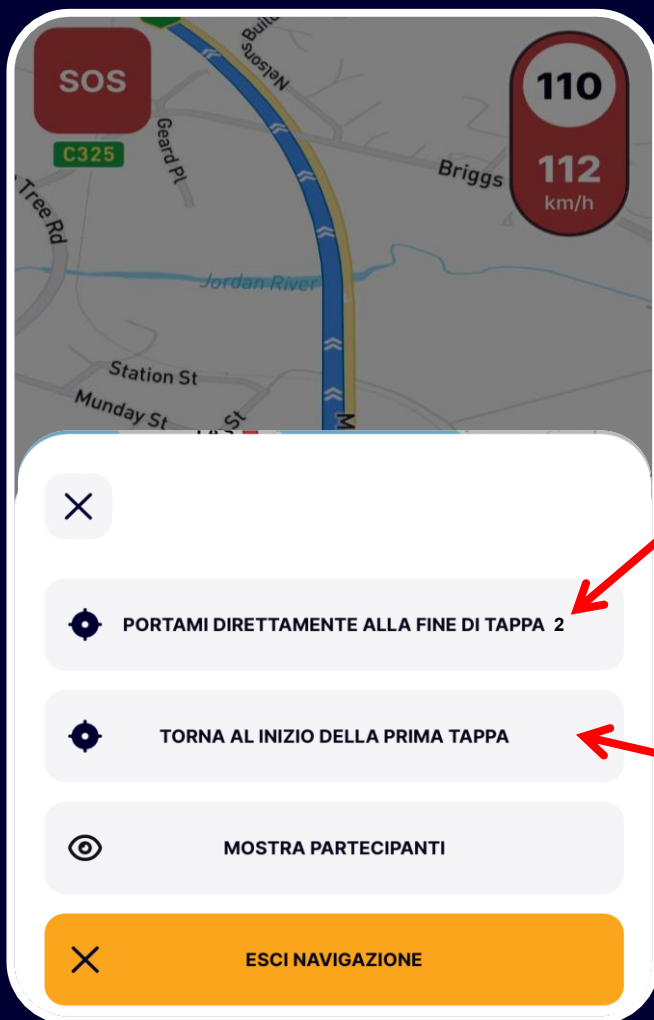 SOS
C325
110
112
km/h
Nelsons
Geard Pl
Briggs
Tree Rd
Jordan River
Station St
Munday St
St
M
PORTAMI DIRETTAMENTE ALLA FINE DI TAPPA 2
TORNA AL INIZIO DELLA PRIMA TAPPA
MOSTRA PARTECIPANTI
ESCI NAVIGAZIONE